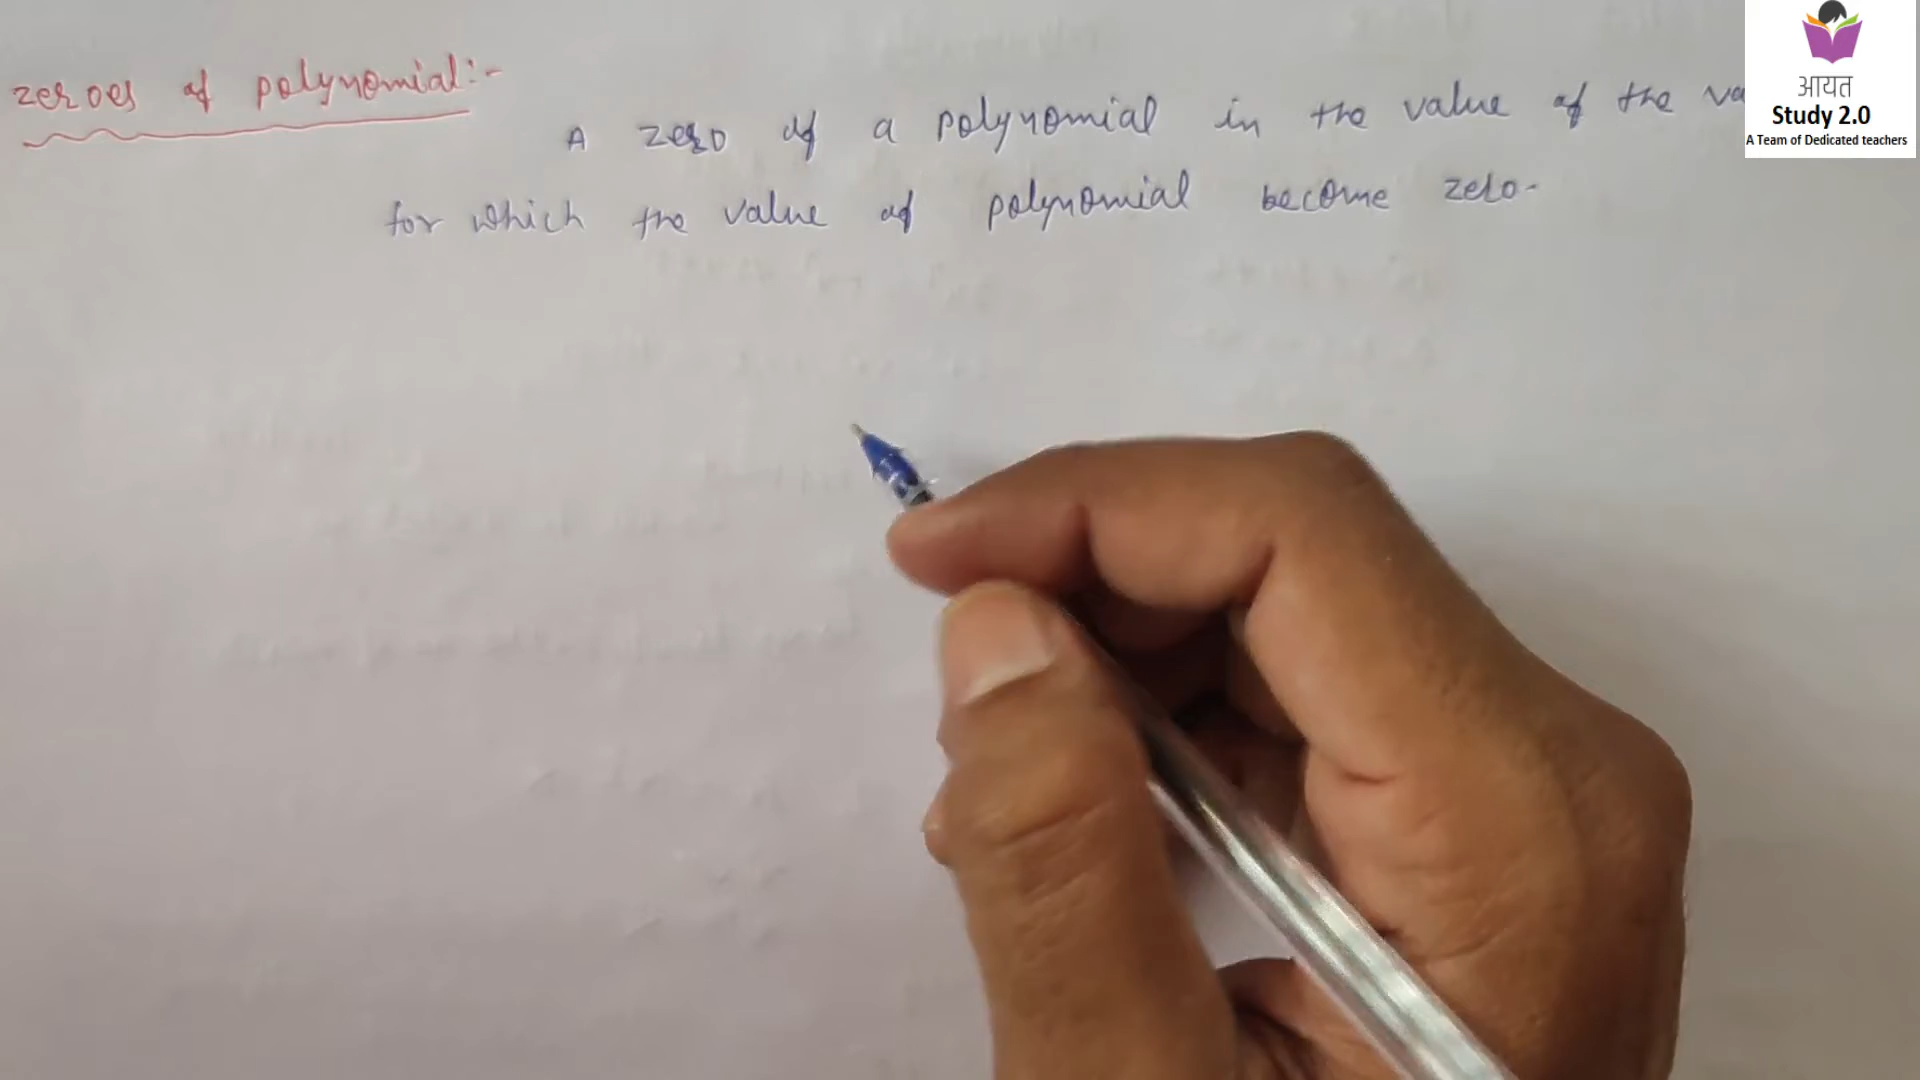 zeroes of polynomial:-
A zero of a polynomial in the value of the va
for which the value of polynomial become zero.
आयत
Study 2.0
A Team of Dedicated teachers